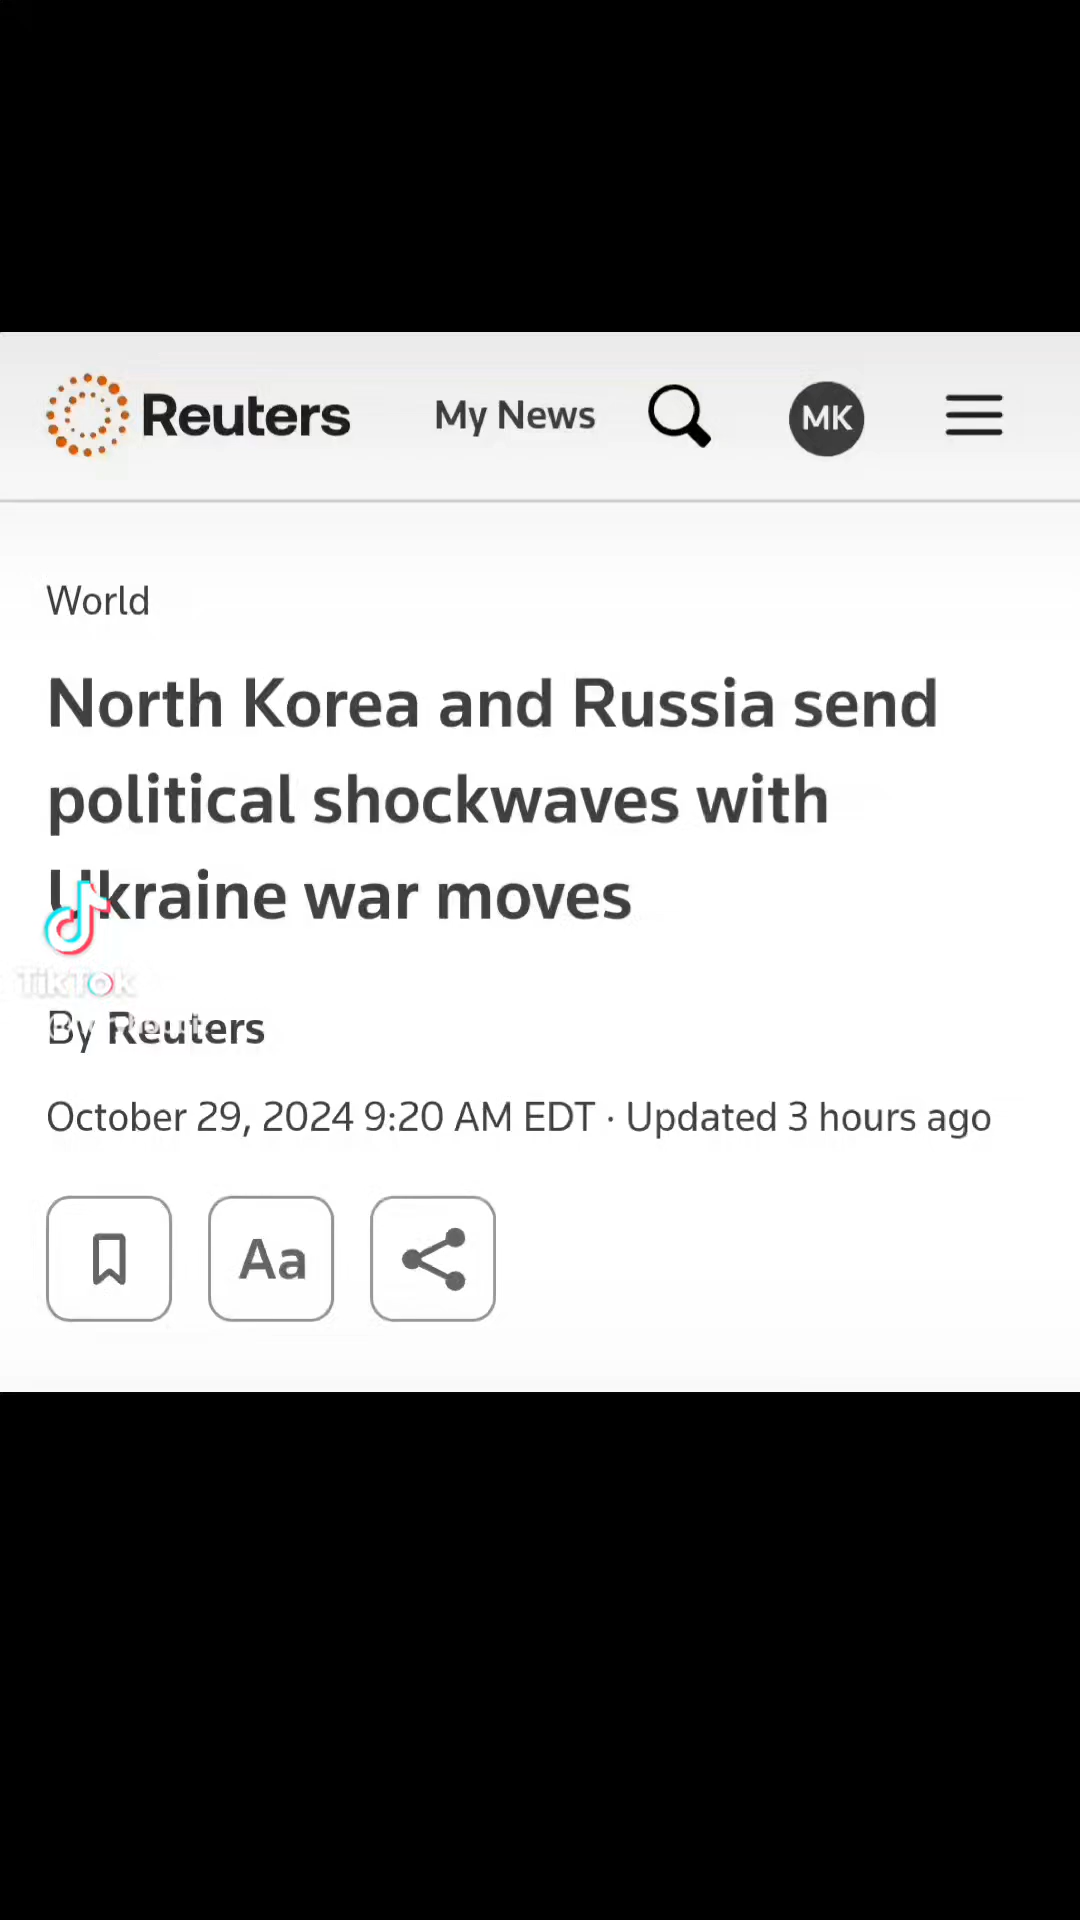 Reuters My News MK
World
North Korea and Russia send
political shockwaves with
Ukraine war moves
TikTok
By Reuters
October 29, 2024 9:20 AM EDT · Updated 3 hours ago
Aa